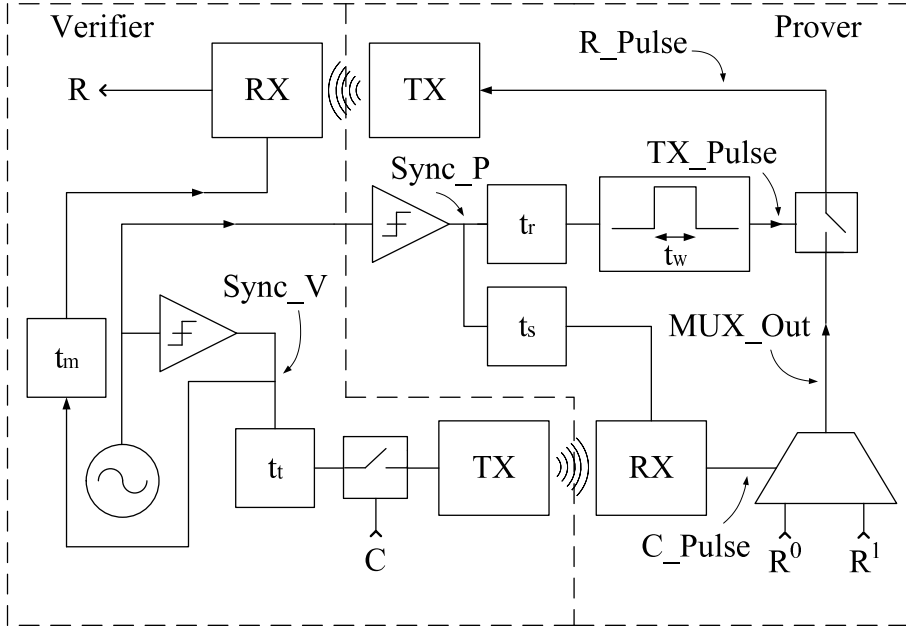 Verifier
Prover
R_Pulse
R
RX
TX
Sync_P
TX_Pulse
tr
tw
Sync_V
ts
MUX_Out
tm
tt
TX
RX
C_Pulse
C
R0
R1